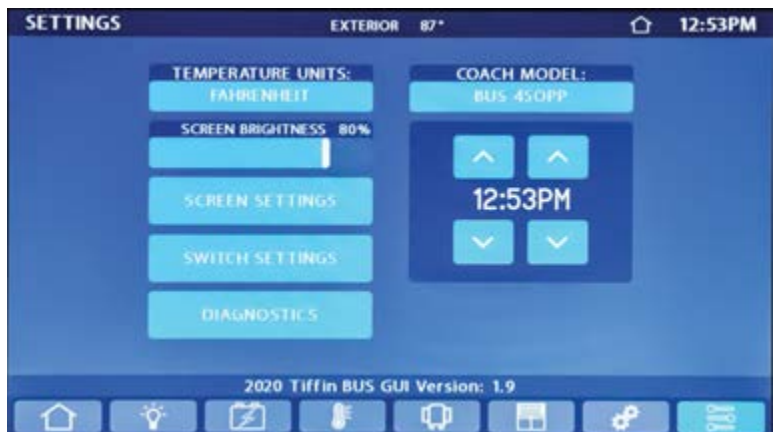 SETTINGS
EXTERIOR 87°
12:53PM
TEMPERATURE UNITS:
FAHRENHEIT
COACH MODEL:
BUS 45OPP
SCREEN BRIGHTNESS 80%
SCREEN SETTINGS
12:53PM
SWITCH SETTINGS
DIAGNOSTICS
2020 Tiffin BUS GUI Version: 1.9